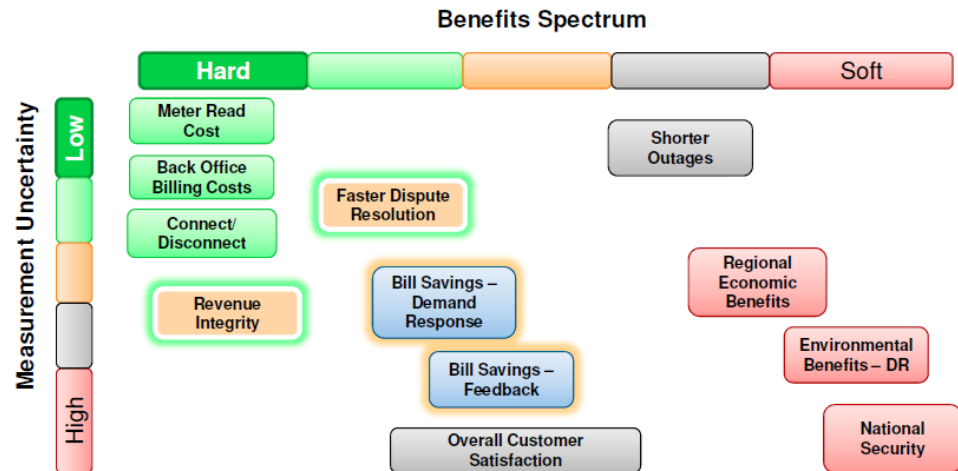 Benefits Spectrum
Hard
Soft
Measurement Uncertainty
Low
High
Meter Read
Cost
Shorter
Outages
Back Office
Billing Costs
Faster Dispute
Resolution
Connect/
Disconnect
Regional
Economic
Benefits
Bill Savings –
Demand
Response
Revenue
Integrity
Environmental
Benefits – DR
Bill Savings –
Feedback
National
Security
Overall Customer
Satisfaction